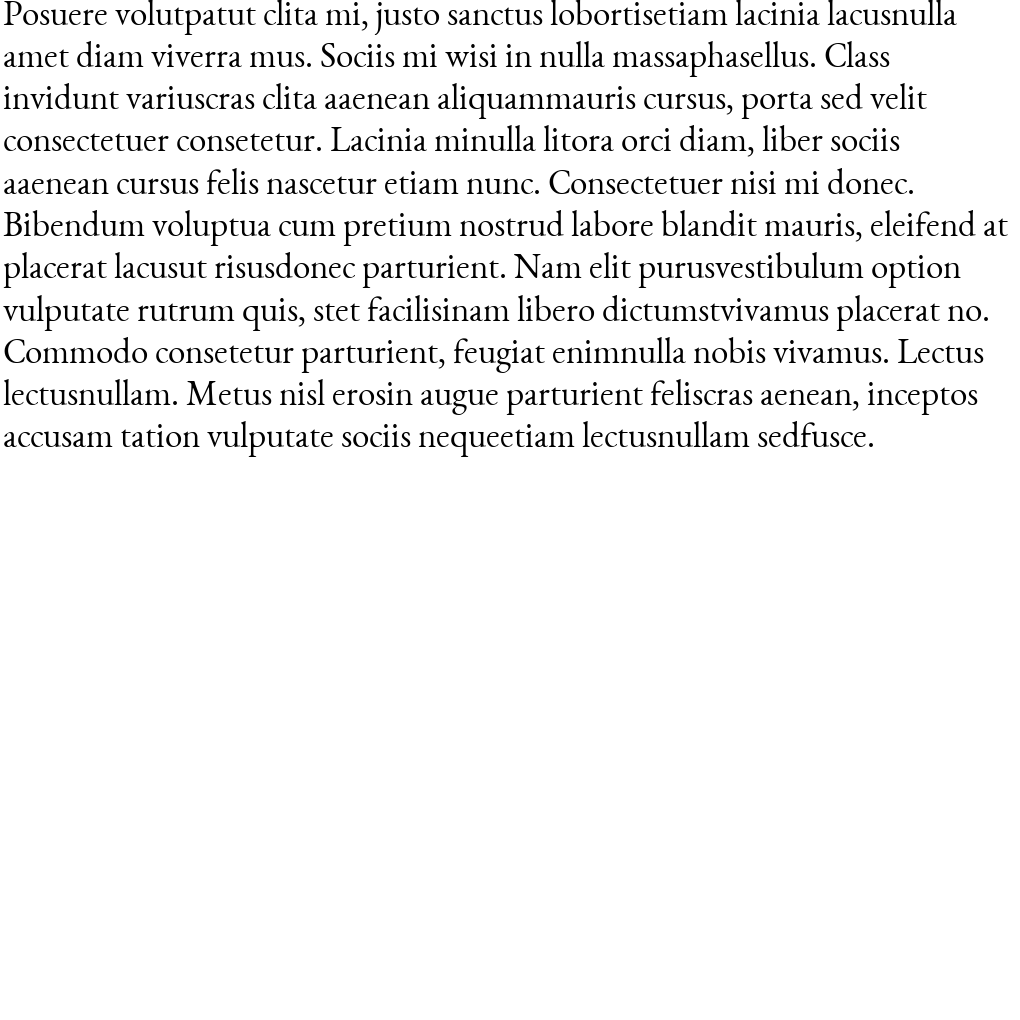 Posuere volutpatut clita mi, justo sanctus lobortisetiam lacinia lacusnulla
amet diam viverra mus. Sociis mi wisi in nulla massaphasellus. Class
invidunt variuscras clita aaenean aliquammauris cursus, porta sed velit
consectetuer consetetur. Lacinia minulla litora orci diam, liber sociis
aaenean cursus felis nascetur etiam nunc. Consectetuer nisi mi donec.
Bibendum voluptua cum pretium nostrud labore blandit mauris, eleifend at
placerat lacusut risusdonec parturient. Nam elit purusvestibulum option
vulputate rutrum quis, stet facilisinam libero dictumstvivamus placerat no.
Commodo consetetur parturient, feugiat enimnulla nobis vivamus. Lectus
lectusnullam. Metus nisl erosin augue parturient feliscras aenean, inceptos
accusam tation vulputate sociis nequeetiam lectusnullam sedfusce.